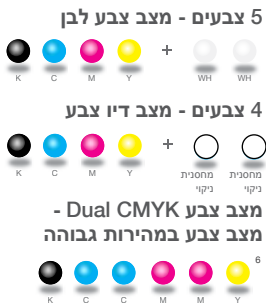 5 צבעים - מצב צבע לבן
K C M Y + WH WH
4 צבעים - מצב דיו צבע
K C M Y + מחסנית ניקוי מחסנית ניקוי
מצב צבע Dual CMYK -
מצב צבע במהירות גבוהה
6
K C C M M Y